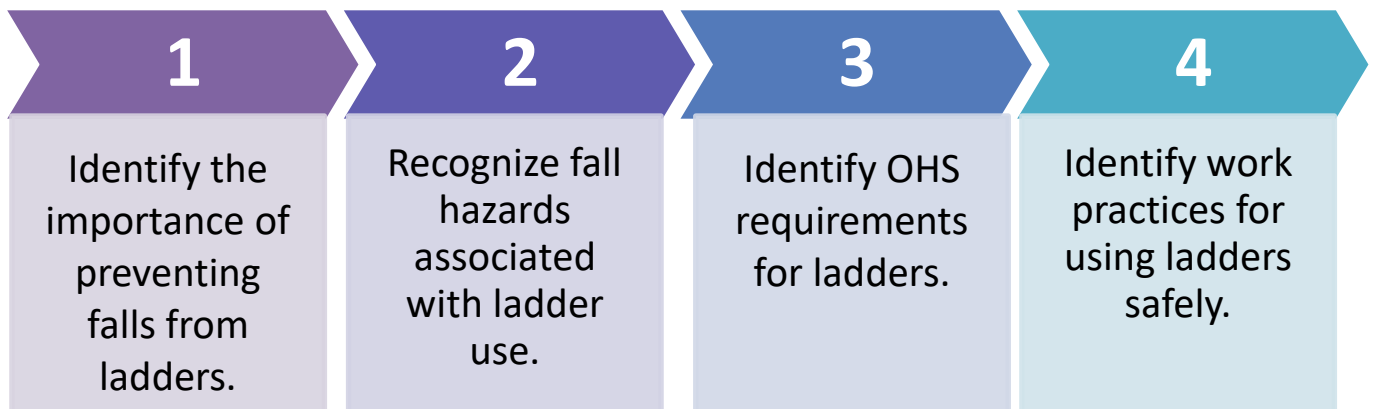 1
Identify the
importance of
preventing
falls from
ladders.
2
Recognize fall
hazards
associated
with ladder
use.
3
Identify OHS
requirements
for ladders.
4
Identify work
practices for
using ladders
safely.